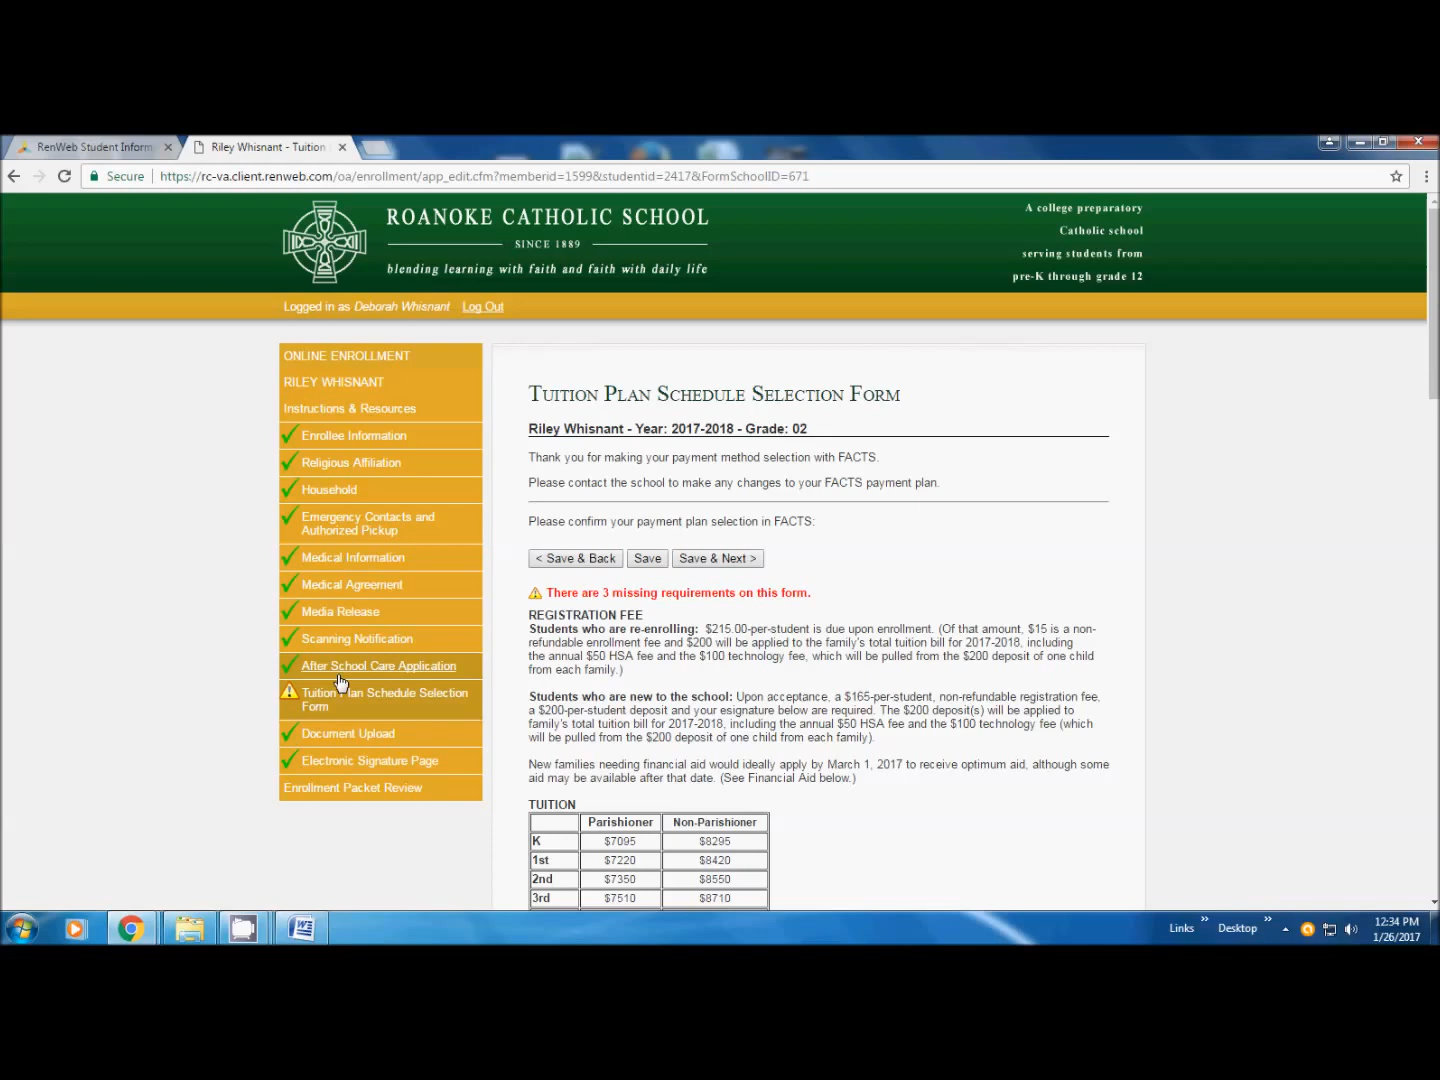 RenWeb Student Inform
Riley Whisnant - Tuition
Secure
https://rc-va.client.renweb.com/oa/enrollment/app_edit.cfm?memberid=1599&studentid=2417&FormSchoolID=671
ROANOKE CATHOLIC SCHOOL
SINCE 1889
blending learning with faith and faith with daily life
A college preparatory
Catholic school
serving students from
pre-K through grade 12
Logged in as Deborah Whisnant Log Out
ONLINE ENROLLMENT
RILEY WHISNANT
Instructions & Resources
Enrollee Information
Religious Affiliation
Household
Emergency Contacts and
Authorized Pickup
Medical Information
Medical Agreement
Media Release
Scanning Notification
After School Care Application
Tuition Plan Schedule Selection
Form
Document Upload
Electronic Signature Page
Enrollment Packet Review
TUITION PLAN SCHEDULE SELECTION FORM
Riley Whisnant - Year: 2017-2018 - Grade: 02
Thank you for making your payment method selection with FACTS.
Please contact the school to make any changes to your FACTS payment plan.
Please confirm your payment plan selection in FACTS:
< Save & Back Save Save & Next >
There are 3 missing requirements on this form.
REGISTRATION FEE
Students who are re-enrolling: $215.00-per-student is due upon enrollment. (Of that amount, $15 is a non-
refundable enrollment fee and $200 will be applied to the family's total tuition bill for 2017-2018, including
the annual $50 HSA fee and the $100 technology fee, which will be pulled from the $200 deposit of one child
from each family.)
Students who are new to the school: Upon acceptance, a $165-per-student, non-refundable registration fee,
a $200-per-student deposit and your esignature below are required. The $200 deposit(s) will be applied to
family's total tuition bill for 2017-2018, including the annual $50 HSA fee and the $100 technology fee (which
will be pulled from the $200 deposit of one child from each family).
New families needing financial aid would ideally apply by March 1, 2017 to receive optimum aid, although some
aid may be available after that date. (See Financial Aid below.)
TUITION
Parishioner Non-Parishioner
K $7095 $8295
1st $7220 $8420
2nd $7350 $8550
3rd $7510 $8710
Links Desktop
12:34 PM
1/26/2017